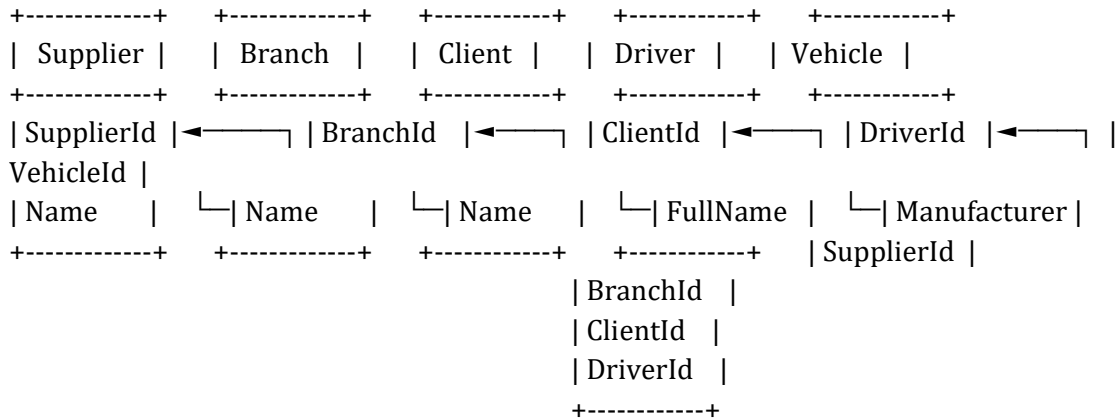 +-------------+ +-------------+ +------------+ +------------+ +------------+
| Supplier | | Branch | | Client | | Driver | | Vehicle |
+-------------+ +-------------+ +------------+ +------------+ +------------+
| SupplierId |◄─────┐ | BranchId |◄─────┐ | ClientId |◄─────┐ | DriverId |◄─────┐ |
VehicleId |
| Name | └─| Name | └─| Name | └─| FullName | └─| Manufacturer |
+-------------+ +-------------+ +------------+ +------------+ | SupplierId |
| BranchId |
| ClientId |
| DriverId |
+------------+